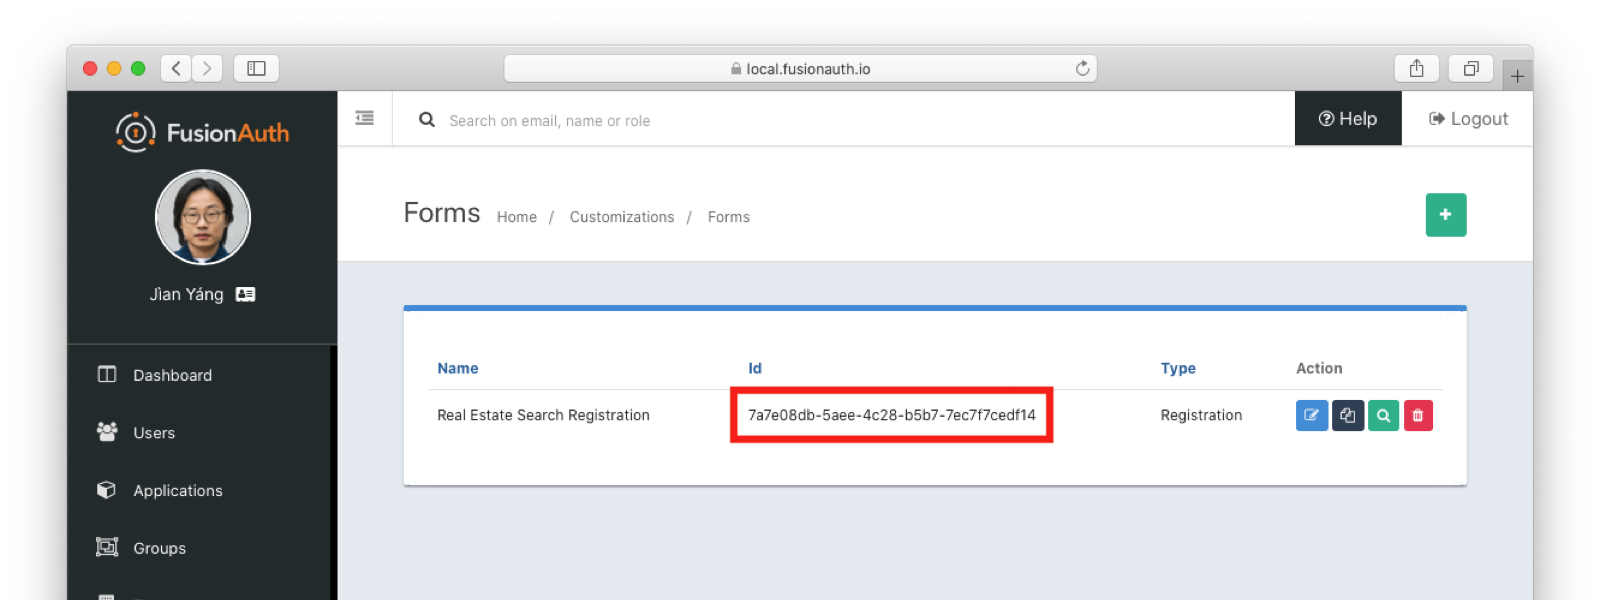 local.fusionauth.io
FusionAuth
Search on email, name or role
Help
Logout
Forms Home / Customizations / Forms
Jìan Yáng
Name Id Type Action
Real Estate Search Registration 7a7e08db-5aee-4c28-b5b7-7ec7f7cedf14 Registration
Dashboard
Users
Applications
Groups